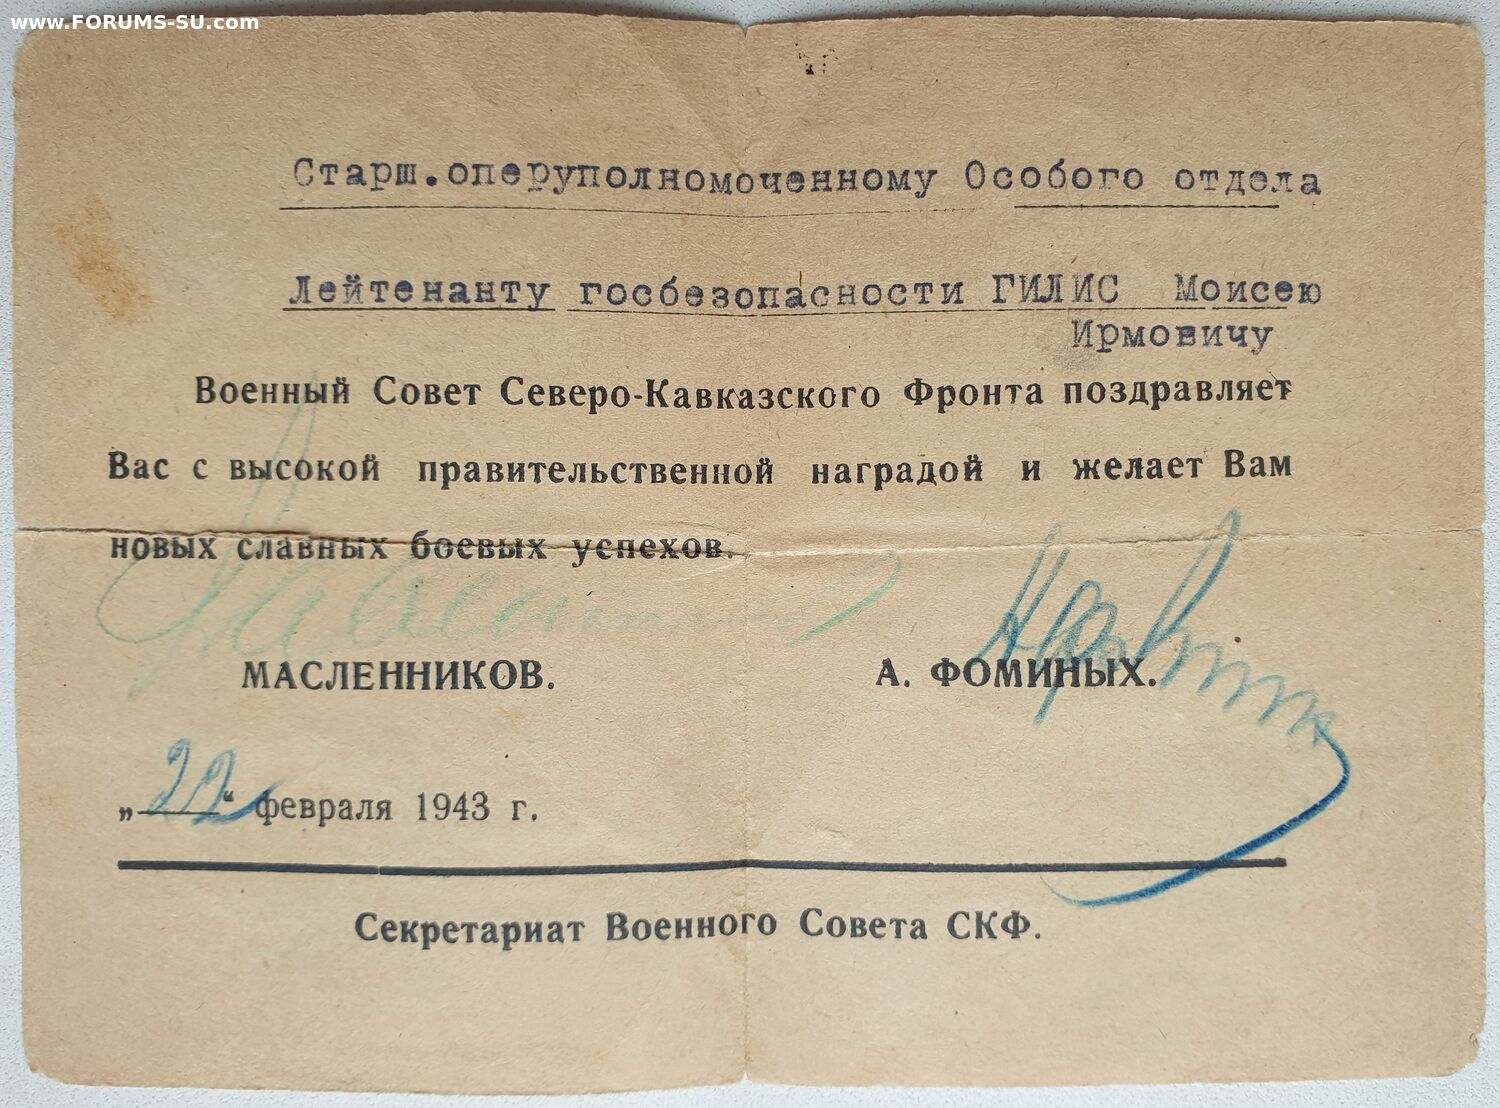 www.FORUMS-SU.com
Старш.оперуполномоченному Особого отдела
Лейтенанту госбезопасности ГИЛИС Моисею
Ирмовичу
Военный Совет Северо-Кавказского Фронта поздравляет
Вас с высокой правительственной наградой и желает Вам
новых славных боевых успехов.
МАСЛЕННИКОВ. А. ФОМИНЫХ.
„22“ февраля 1943 г.
Секретариат Военного Совета СКФ.